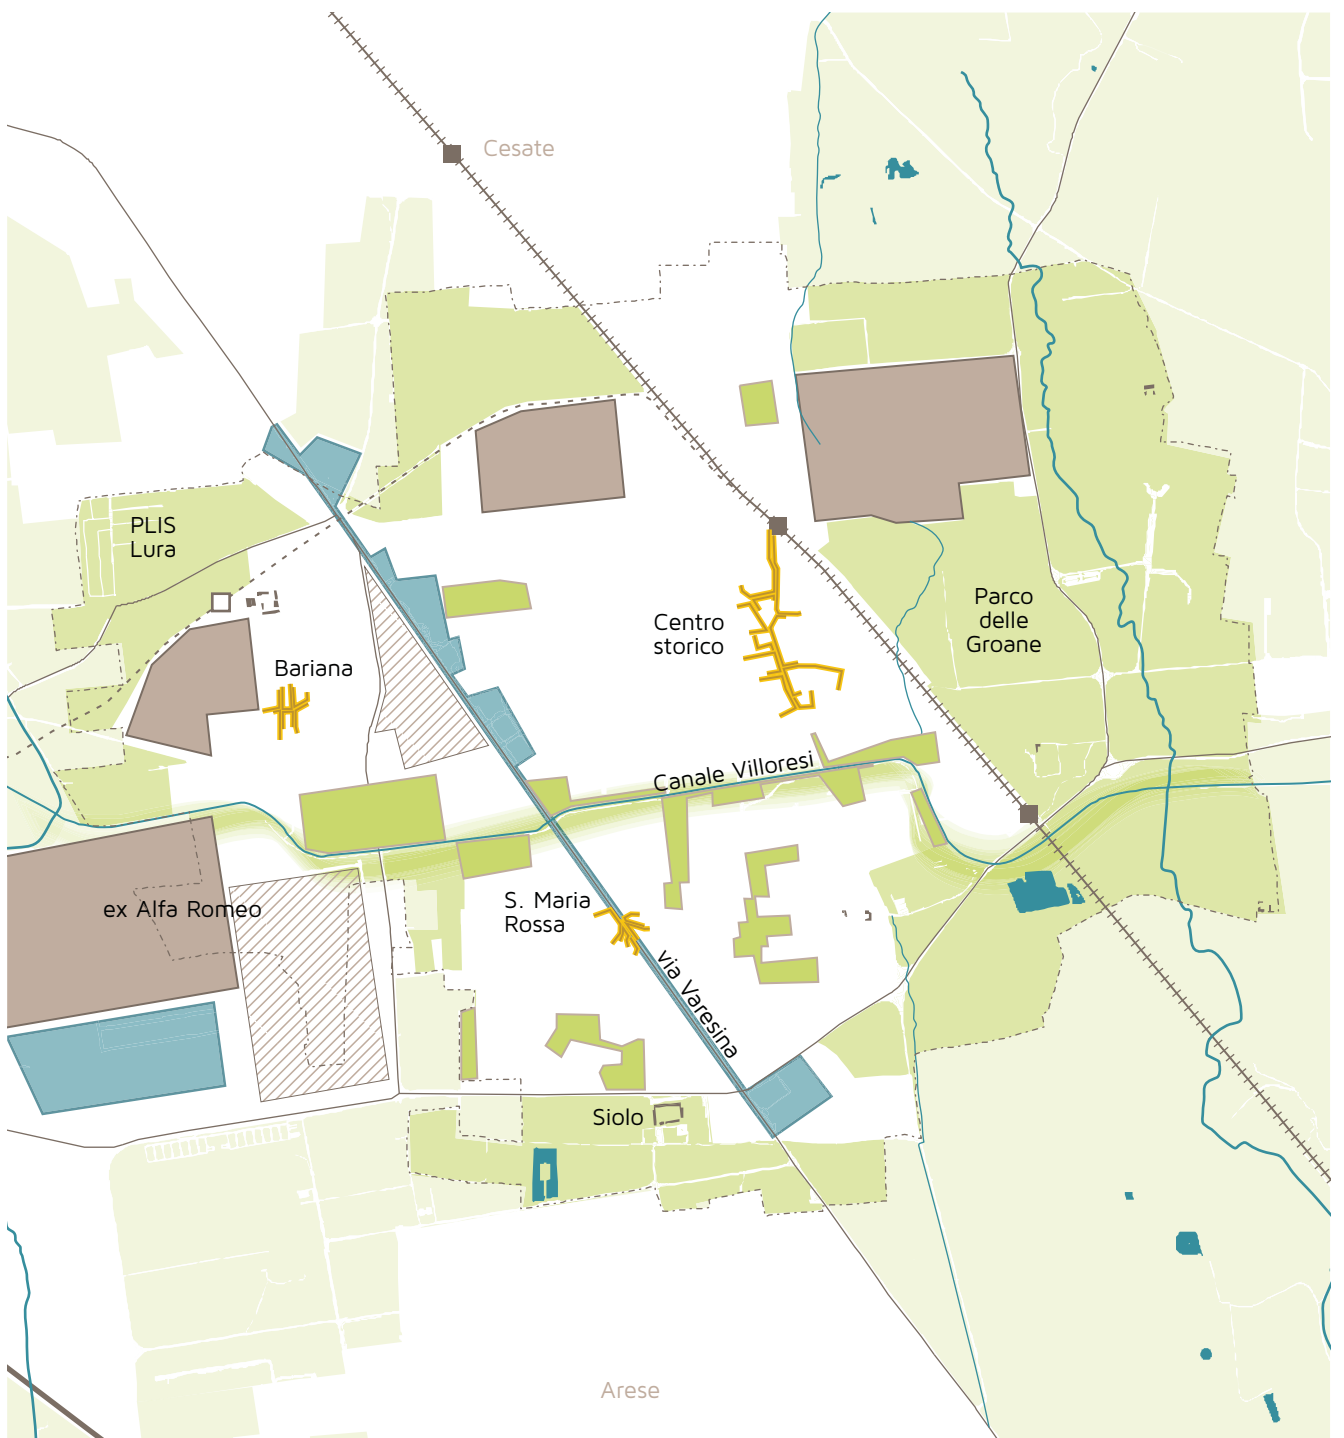 Cesate
PLIS
Lura
Parco
delle
Groane
Centro
storico
Bariana
Canale Villoresi
ex Alfa Romeo
S. Maria
Rossa
via Varesina
Siolo
Arese